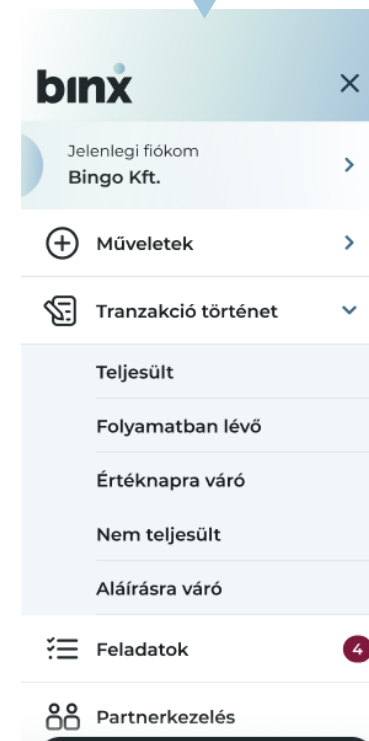 binx
Jelenlegi fiókom
Bingo Kft.
Műveletek
Tranzakció történet
Teljesült
Folyamatban lévő
Értéknapra váró
Nem teljesült
Aláírásra váró
Feladatok
4
Partnerkezelés